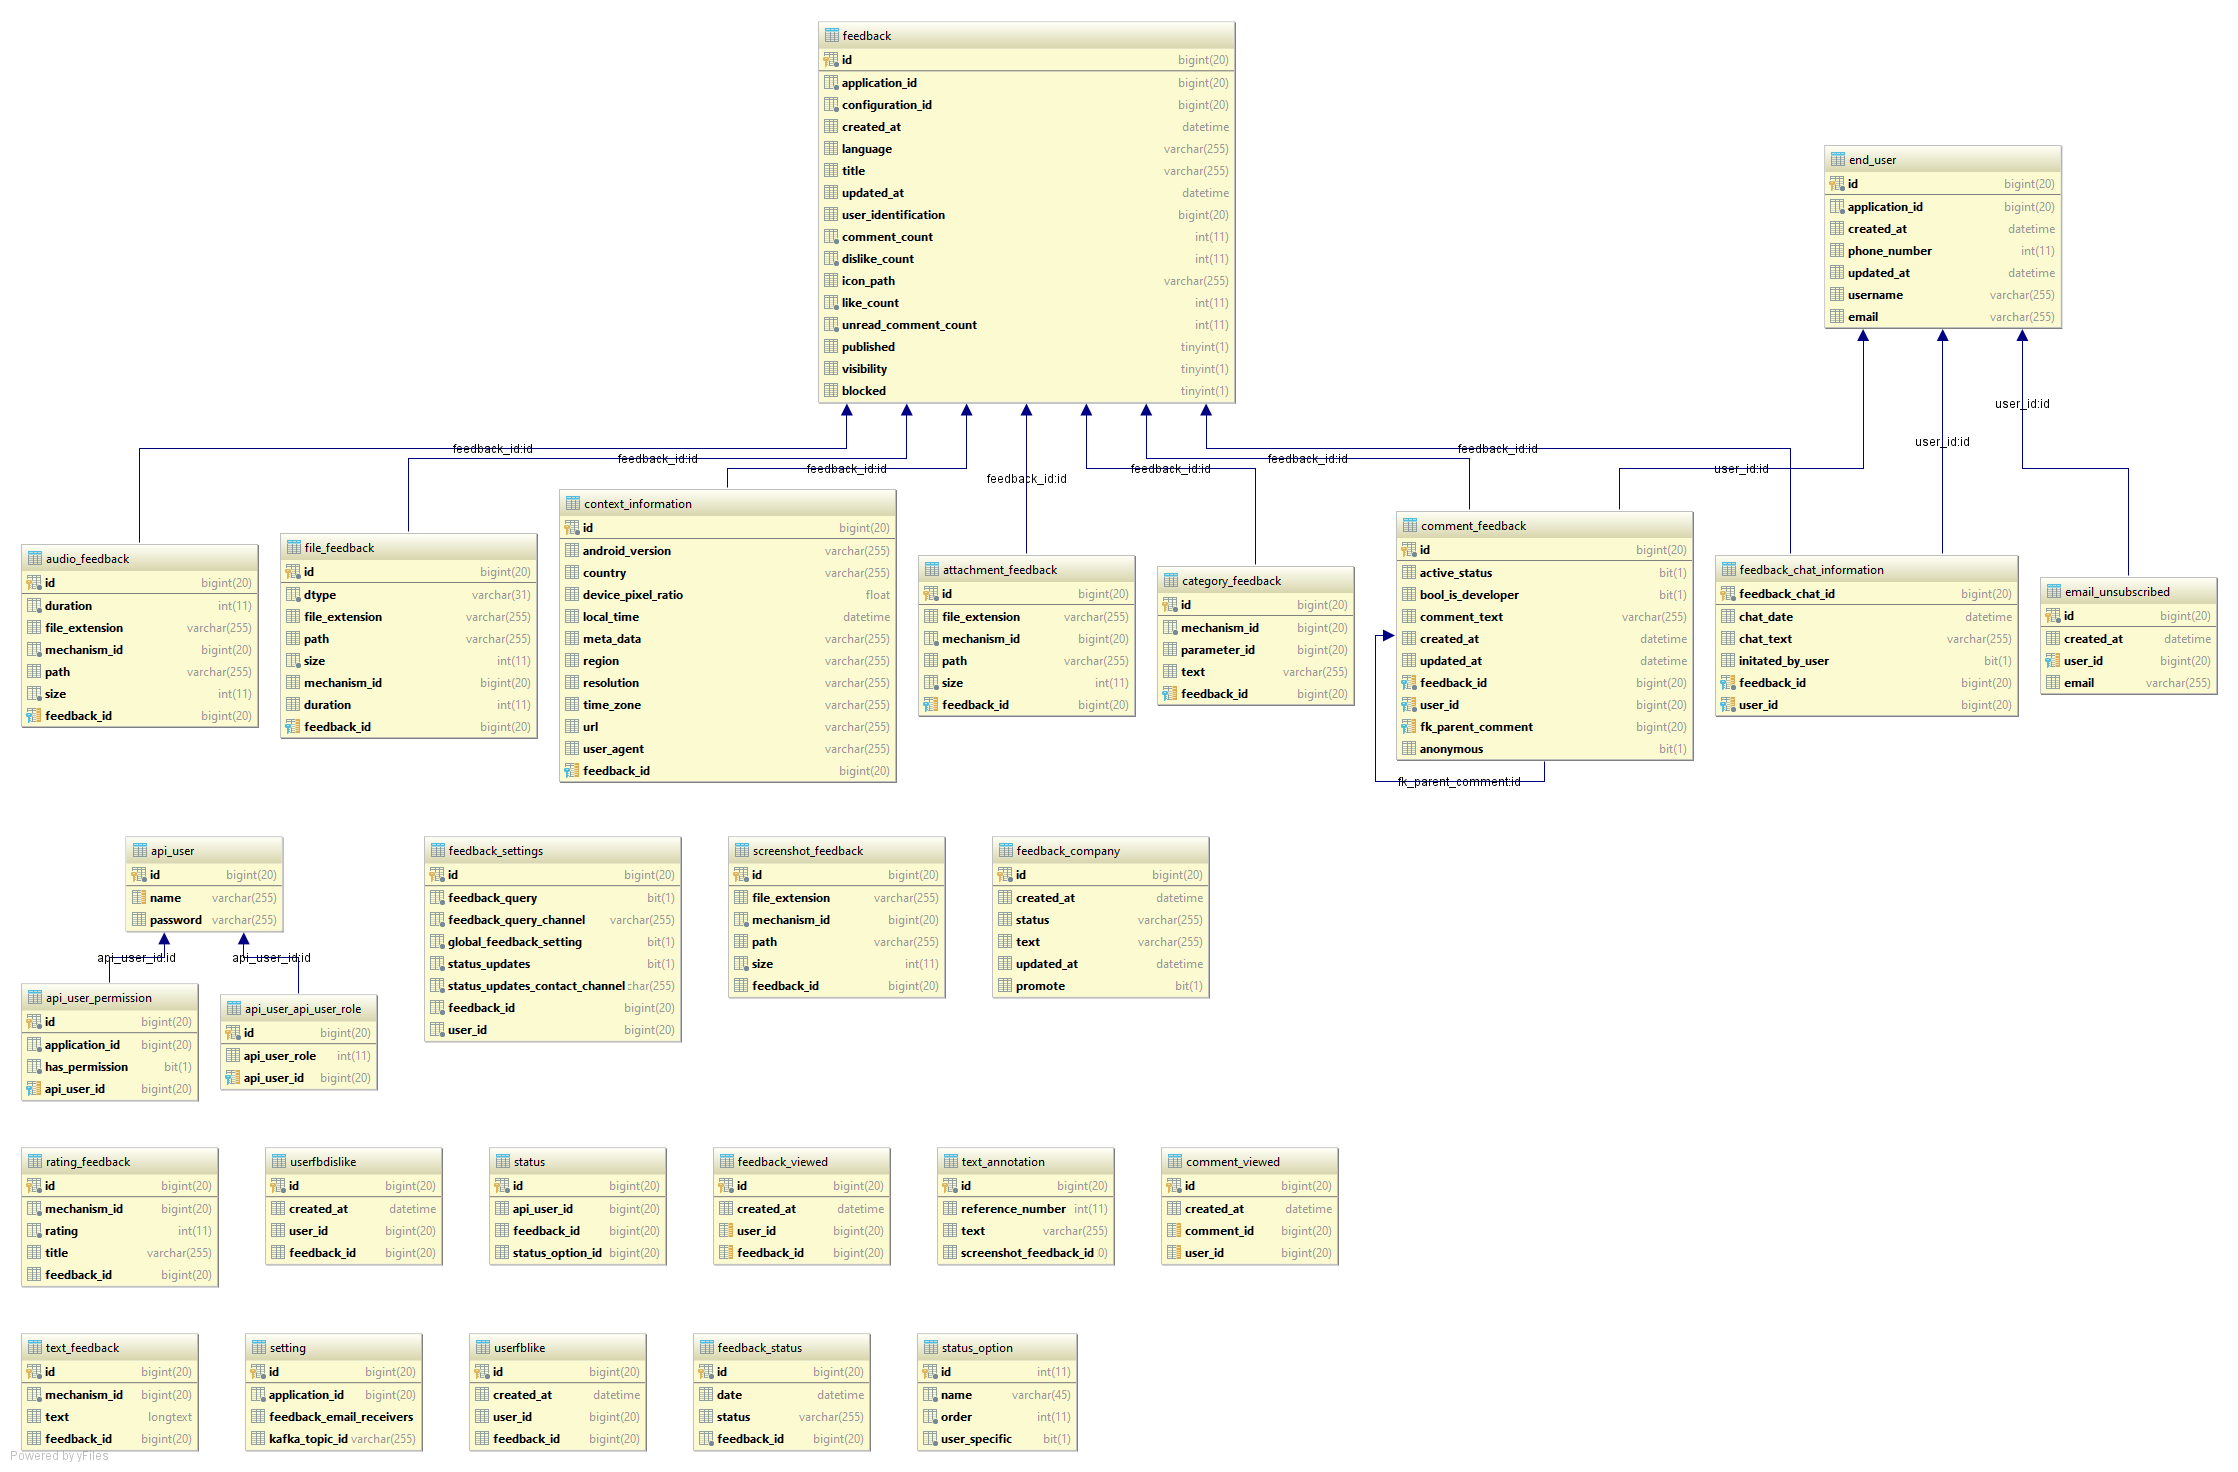 feedback
id bigint(20)
application_id bigint(20)
configuration_id bigint(20)
created_at datetime
language varchar(255)
title varchar(255)
updated_at datetime
user_identification bigint(20)
comment_count int(11)
dislike_count int(11)
icon_path varchar(255)
like_count int(11)
unread_comment_count int(11)
published tinyint(1)
visibility tinyint(1)
blocked tinyint(1)
end_user
id bigint(20)
application_id bigint(20)
created_at datetime
phone_number int(11)
updated_at datetime
username varchar(255)
email varchar(255)
user_id:id
user_id:id
user_id:id
feedback_id:id
feedback_id:id
feedback_id:id
feedback_id:id
feedback_id:id
feedback_id:id
feedback_id:id
audio_feedback
id bigint(20)
duration int(11)
file_extension varchar(255)
mechanism_id bigint(20)
path varchar(255)
size int(11)
feedback_id bigint(20)
file_feedback
id bigint(20)
dtype varchar(31)
file_extension varchar(255)
path varchar(255)
size int(11)
mechanism_id bigint(20)
duration int(11)
feedback_id bigint(20)
context_information
id bigint(20)
android_version varchar(255)
country varchar(255)
device_pixel_ratio float
local_time datetime
meta_data varchar(255)
region varchar(255)
resolution varchar(255)
time_zone varchar(255)
url varchar(255)
user_agent varchar(255)
feedback_id bigint(20)
attachment_feedback
id bigint(20)
file_extension varchar(255)
mechanism_id bigint(20)
path varchar(255)
size int(11)
feedback_id bigint(20)
category_feedback
id bigint(20)
mechanism_id bigint(20)
parameter_id bigint(20)
text varchar(255)
feedback_id bigint(20)
comment_feedback
id bigint(20)
active_status bit(1)
bool_is_developer bit(1)
comment_text varchar(255)
created_at datetime
updated_at datetime
feedback_id bigint(20)
user_id bigint(20)
fk_parent_comment bigint(20)
anonymous bit(1)
fk_parent_comment:id
feedback_chat_information
feedback_chat_id bigint(20)
chat_date datetime
chat_text varchar(255)
initated_by_user bit(1)
feedback_id bigint(20)
user_id bigint(20)
email_unsubscribed
id bigint(20)
created_at datetime
user_id bigint(20)
email varchar(255)
api_user
id bigint(20)
name varchar(255)
password varchar(255)
api_user_id:id
api_user_id:id
api_user_permission
id bigint(20)
application_id bigint(20)
has_permission bit(1)
api_user_id bigint(20)
api_user_api_user_role
id bigint(20)
api_user_role int(11)
api_user_id bigint(20)
feedback_settings
id bigint(20)
feedback_query bit(1)
feedback_query_channel varchar(255)
global_feedback_setting bit(1)
status_updates bit(1)
status_updates_contact_channel char(255)
feedback_id bigint(20)
user_id bigint(20)
screenshot_feedback
id bigint(20)
file_extension varchar(255)
mechanism_id bigint(20)
path varchar(255)
size int(11)
feedback_id bigint(20)
feedback_company
id bigint(20)
created_at datetime
status varchar(255)
text varchar(255)
updated_at datetime
promote bit(1)
rating_feedback
id bigint(20)
mechanism_id bigint(20)
rating int(11)
title varchar(255)
feedback_id bigint(20)
userfbdislike
id bigint(20)
created_at datetime
user_id bigint(20)
feedback_id bigint(20)
status
id bigint(20)
api_user_id bigint(20)
feedback_id bigint(20)
status_option_id bigint(20)
feedback_viewed
id bigint(20)
created_at datetime
user_id bigint(20)
feedback_id bigint(20)
text_annotation
id bigint(20)
reference_number int(11)
text varchar(255)
screenshot_feedback_id 0)
comment_viewed
id bigint(20)
created_at datetime
comment_id bigint(20)
user_id bigint(20)
text_feedback
id bigint(20)
mechanism_id bigint(20)
text longtext
feedback_id bigint(20)
setting
id bigint(20)
application_id bigint(20)
feedback_email_receivers
kafka_topic_id varchar(255)
userfblike
id bigint(20)
created_at datetime
user_id bigint(20)
feedback_id bigint(20)
feedback_status
id bigint(20)
date datetime
status varchar(255)
feedback_id bigint(20)
status_option
id int(11)
name varchar(45)
order int(11)
user_specific bit(1)
Powered by yFiles